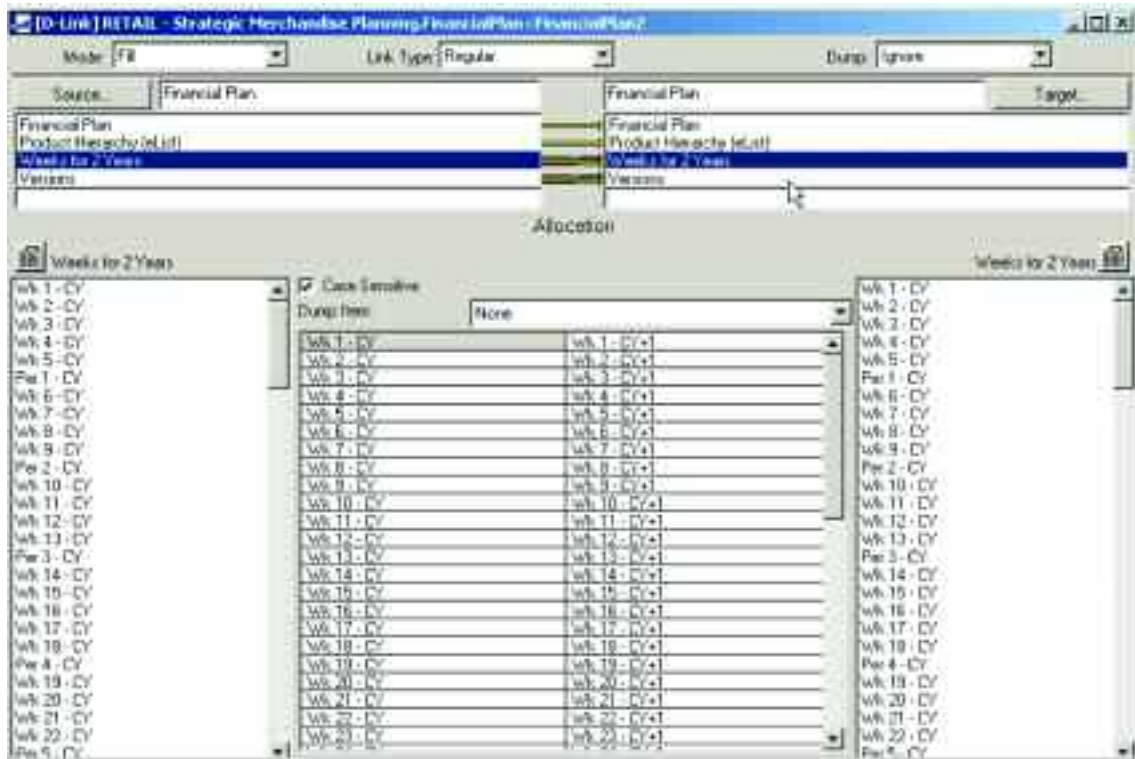 [D-Link] RETAIL - Strategic Merchandise Planning.FinancialPlan - FinancialPlan2
Mode Fill Link Type Regular Dump Ignore
Source... Financial Plan Financial Plan Target...
Financial Plan Financial Plan
Product Hierarchy (eList) Product Hierarchy (eList)
Weeks for 2 Years Weeks for 2 Years
Versions Versions
Allocation
Weeks for 2 Years Weeks for 2 Years
Case Sensitive
Dump Item None
Wk 1 - CY
Wk 2 - CY
Wk 3 - CY
Wk 4 - CY
Wk 5 - CY
Per 1 - CY
Wk 6 - CY
Wk 7 - CY
Wk 8 - CY
Wk 9 - CY
Per 2 - CY
Wk 10 - CY
Wk 11 - CY
Wk 12 - CY
Wk 13 - CY
Per 3 - CY
Wk 14 - CY
Wk 15 - CY
Wk 16 - CY
Wk 17 - CY
Wk 18 - CY
Per 4 - CY
Wk 19 - CY
Wk 20 - CY
Wk 21 - CY
Wk 22 - CY
Per 5 - CY
Wk 1 - CY Wk 1 - CY+1
Wk 2 - CY Wk 2 - CY+1
Wk 3 - CY Wk 3 - CY+1
Wk 4 - CY Wk 4 - CY+1
Wk 5 - CY Wk 5 - CY+1
Wk 6 - CY Wk 6 - CY+1
Wk 7 - CY Wk 7 - CY+1
Wk 8 - CY Wk 8 - CY+1
Wk 9 - CY Wk 9 - CY+1
Wk 10 - CY Wk 10 - CY+1
Wk 11 - CY Wk 11 - CY+1
Wk 12 - CY Wk 12 - CY+1
Wk 13 - CY Wk 13 - CY+1
Wk 14 - CY Wk 14 - CY+1
Wk 15 - CY Wk 15 - CY+1
Wk 16 - CY Wk 16 - CY+1
Wk 17 - CY Wk 17 - CY+1
Wk 18 - CY Wk 18 - CY+1
Wk 19 - CY Wk 19 - CY+1
Wk 20 - CY Wk 20 - CY+1
Wk 21 - CY Wk 21 - CY+1
Wk 22 - CY Wk 22 - CY+1
Wk 23 - CY Wk 23 - CY+1
Wk 1 - CY
Wk 2 - CY
Wk 3 - CY
Wk 4 - CY
Wk 5 - CY
Per 1 - CY
Wk 6 - CY
Wk 7 - CY
Wk 8 - CY
Wk 9 - CY
Per 2 - CY
Wk 10 - CY
Wk 11 - CY
Wk 12 - CY
Wk 13 - CY
Per 3 - CY
Wk 14 - CY
Wk 15 - CY
Wk 16 - CY
Wk 17 - CY
Wk 18 - CY
Per 4 - CY
Wk 19 - CY
Wk 20 - CY
Wk 21 - CY
Wk 22 - CY
Per 5 - CY